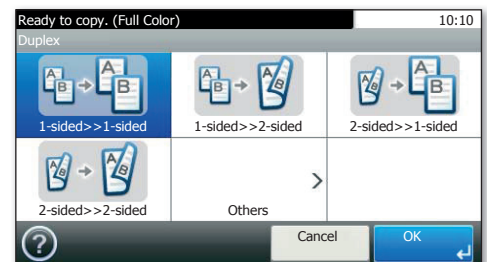 Ready to copy. (Full Color) 10:10
Duplex
A B A B
A B A B
A B A B
1-sided>>1-sided 1-sided>>2-sided 2-sided>>1-sided
A B A B
2-sided>>2-sided Others
? Cancel OK